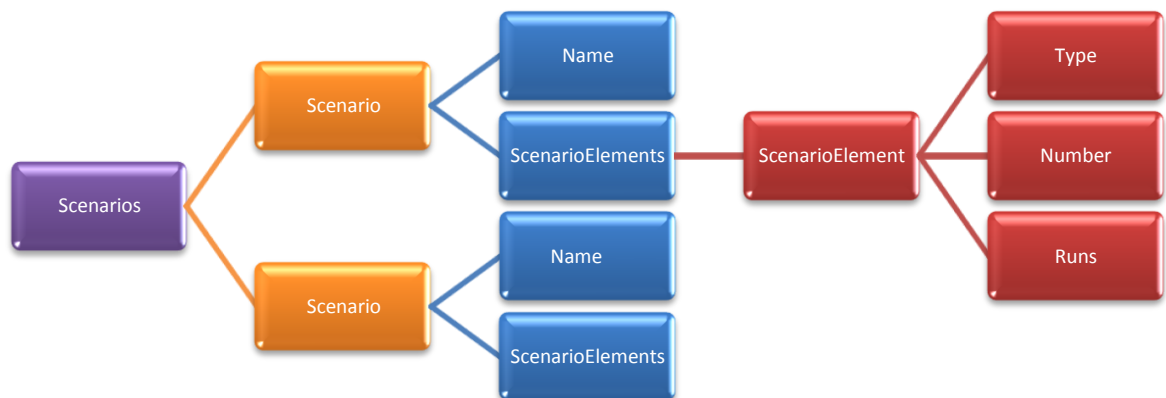 Scenarios
Scenario
Name
ScenarioElements
ScenarioElement
Type
Number
Runs
Scenario
Name
ScenarioElements